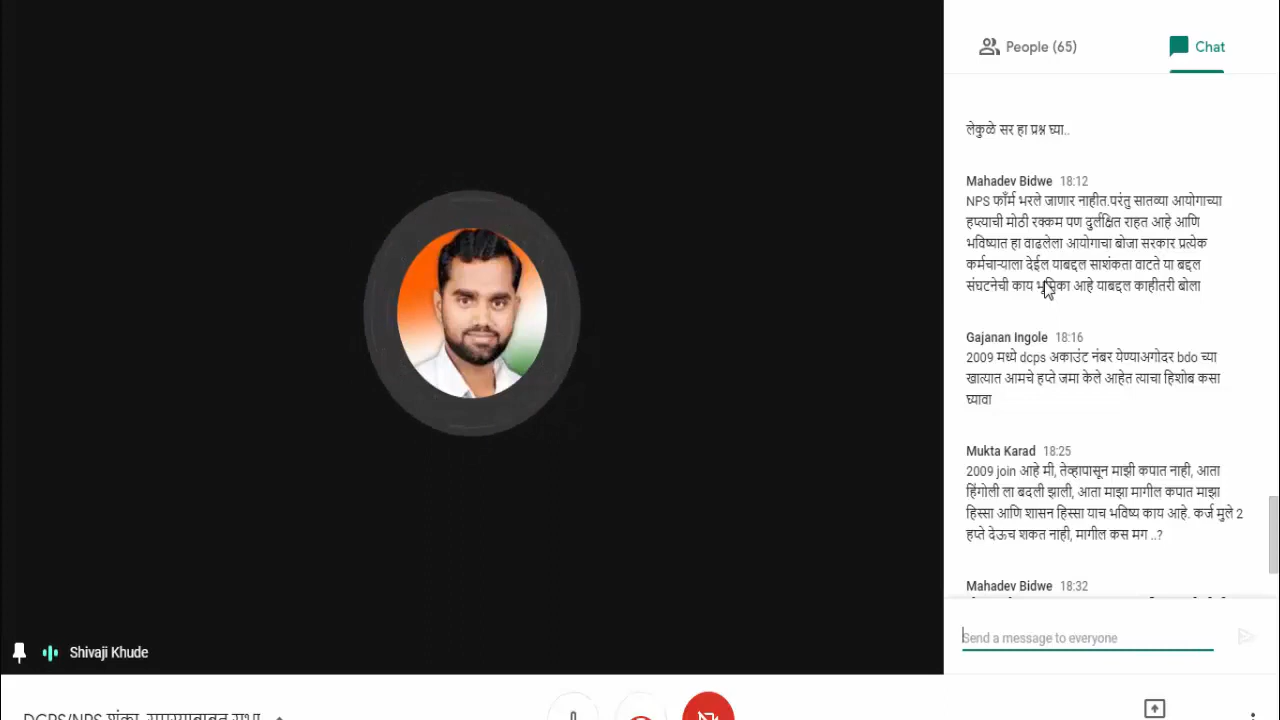 People (65)
Chat
लेकुळे सर हा प्रश्न घ्या..
Mahadev Bidwe 18:12
NPS फॉर्म भरले जाणार नाहीत.परंतु सातव्या आयोगाच्या
हप्त्याची मोठी रक्कम पण दुर्लक्षित राहत आहे आणि
भविष्यात हा वाढलेला आयोगाचा बोजा सरकार प्रत्येक
कर्मचाऱ्याला देईल याबद्दल साशंकता वाटते या बद्दल
संघटनेची काय भूमिका आहे याबद्दल काहीतरी बोला
Gajanan Ingole 18:16
2009 मध्ये dcps अकाउंट नंबर येण्याअगोदर bdo च्या
खात्यात आमचे हप्ते जमा केले आहेत त्याचा हिशोब कसा
घ्यावा
Mukta Karad 18:25
2009 join आहे मी, तेव्हापासून माझी कपात नाही, आता
हिंगोली ला बदली झाली, आता माझा मागील कपात माझा
हिस्सा आणि शासन हिस्सा याच भविष्य काय आहे. कर्ज मुले 2
हप्ते देऊच शकत नाही, मागील कस मग ..?
Mahadev Bidwe 18:32
Send a message to everyone
Shivaji Khude
DCPS/NPS शंका